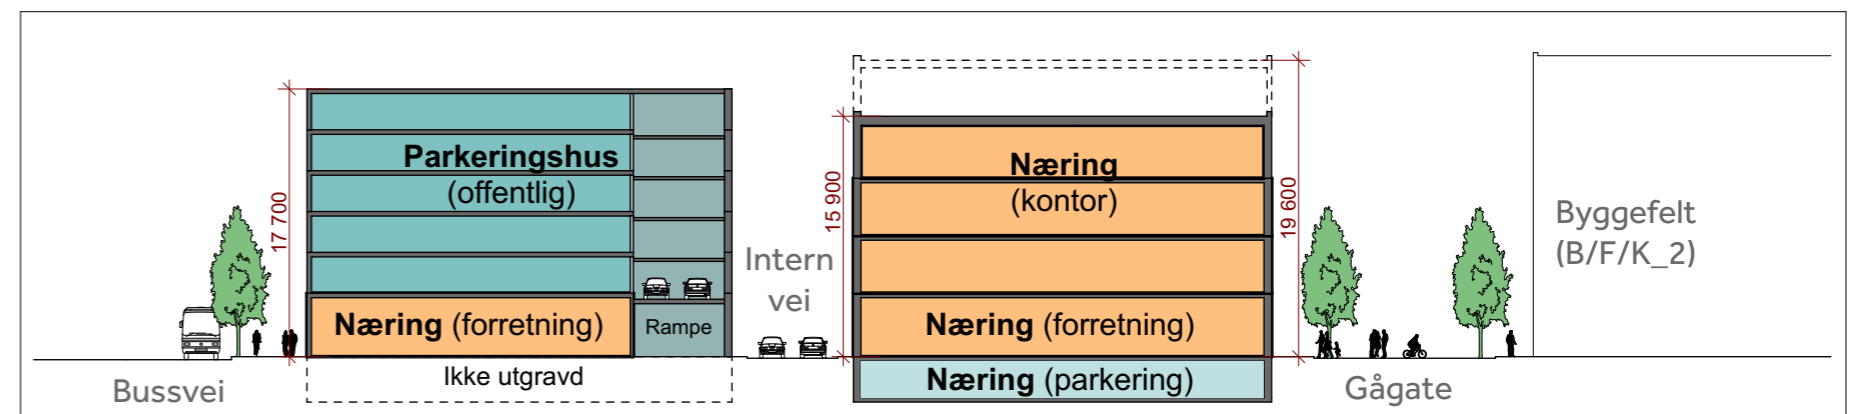 17 700
Parkeringshus
(offentlig)
Næring (forretning)
Rampe
Ikke utgravd
Bussvei
Intern
vei
15 900
Næring
(kontor)
Næring (forretning)
Næring (parkering)
19 600
Gågate
Byggefelt
(B/F/K_2)